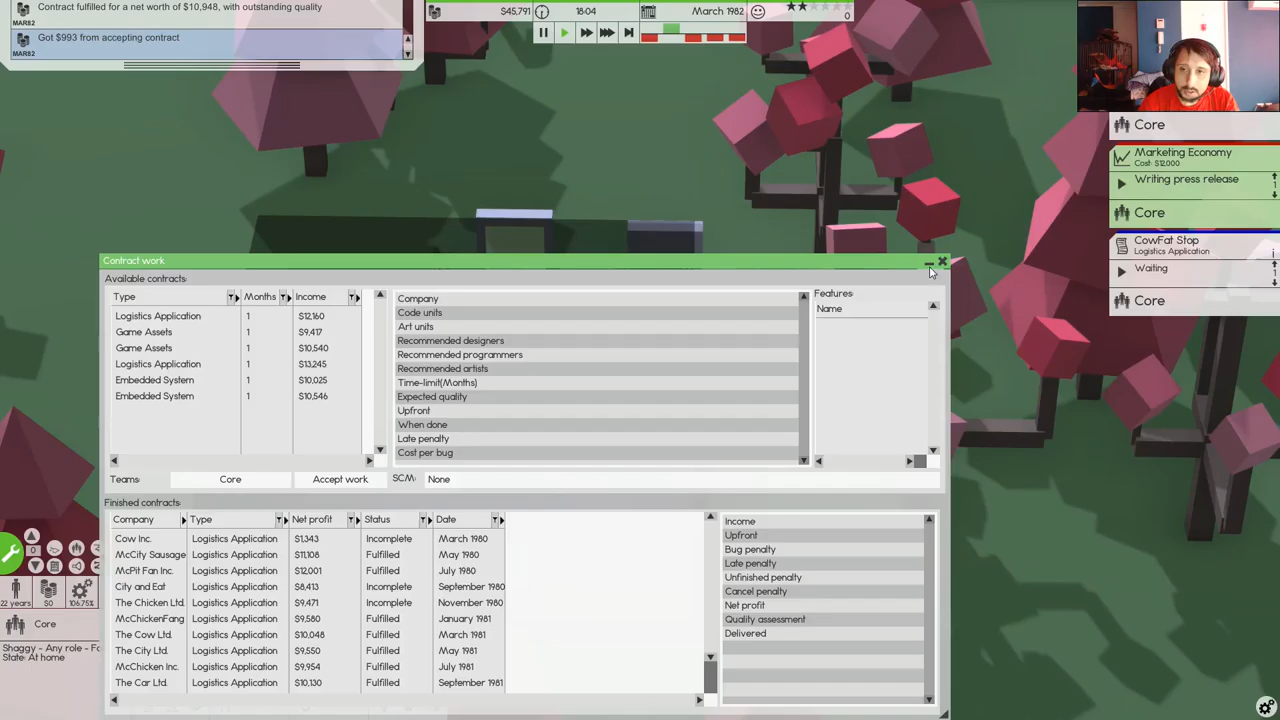 Contract fulfilled for a net worth of $10,948, with outstanding quality
MAR82
Got $993 from accepting contract
MAR82
$45,791
18:04
March 1982
0
Core
Marketing Economy
Cost: $12,000
Writing press release
1
Core
CowFat Stop
Logistics Application
Waiting
1
Core
Contract work
Available contracts:
Type Months Income
Logistics Application 1 $12,160
Game Assets 1 $9,417
Game Assets 1 $10,540
Logistics Application 1 $13,245
Embedded System 1 $10,025
Embedded System 1 $10,546
Company
Code units
Art units
Recommended designers
Recommended programmers
Recommended artists
Time-limit(Months)
Expected quality
Upfront
When done
Late penalty
Cost per bug
Features:
Name
Teams: Core Accept work SCM: None
Finished contracts:
Company Type Net profit Status Date
Cow Inc. Logistics Application $1,343 Incomplete March 1980
McCity Sausage Logistics Application $11,108 Fulfilled May 1980
McPit Fan Inc. Logistics Application $12,001 Fulfilled July 1980
City and Eat Logistics Application $8,413 Incomplete September 1980
The Chicken Ltd. Logistics Application $9,471 Incomplete November 1980
McChickenFang Logistics Application $9,580 Fulfilled January 1981
The Cow Ltd. Logistics Application $10,048 Fulfilled March 1981
The City Ltd. Logistics Application $9,550 Fulfilled May 1981
McChicken Inc. Logistics Application $9,954 Fulfilled July 1981
The Car Ltd. Logistics Application $10,130 Fulfilled September 1981
Income
Upfront
Bug penalty
Late penalty
Unfinished penalty
Cancel penalty
Net profit
Quality assessment
Delivered
0
22 years $0 106.75%
Core
Shaggy - Any role - Fo
State: At home